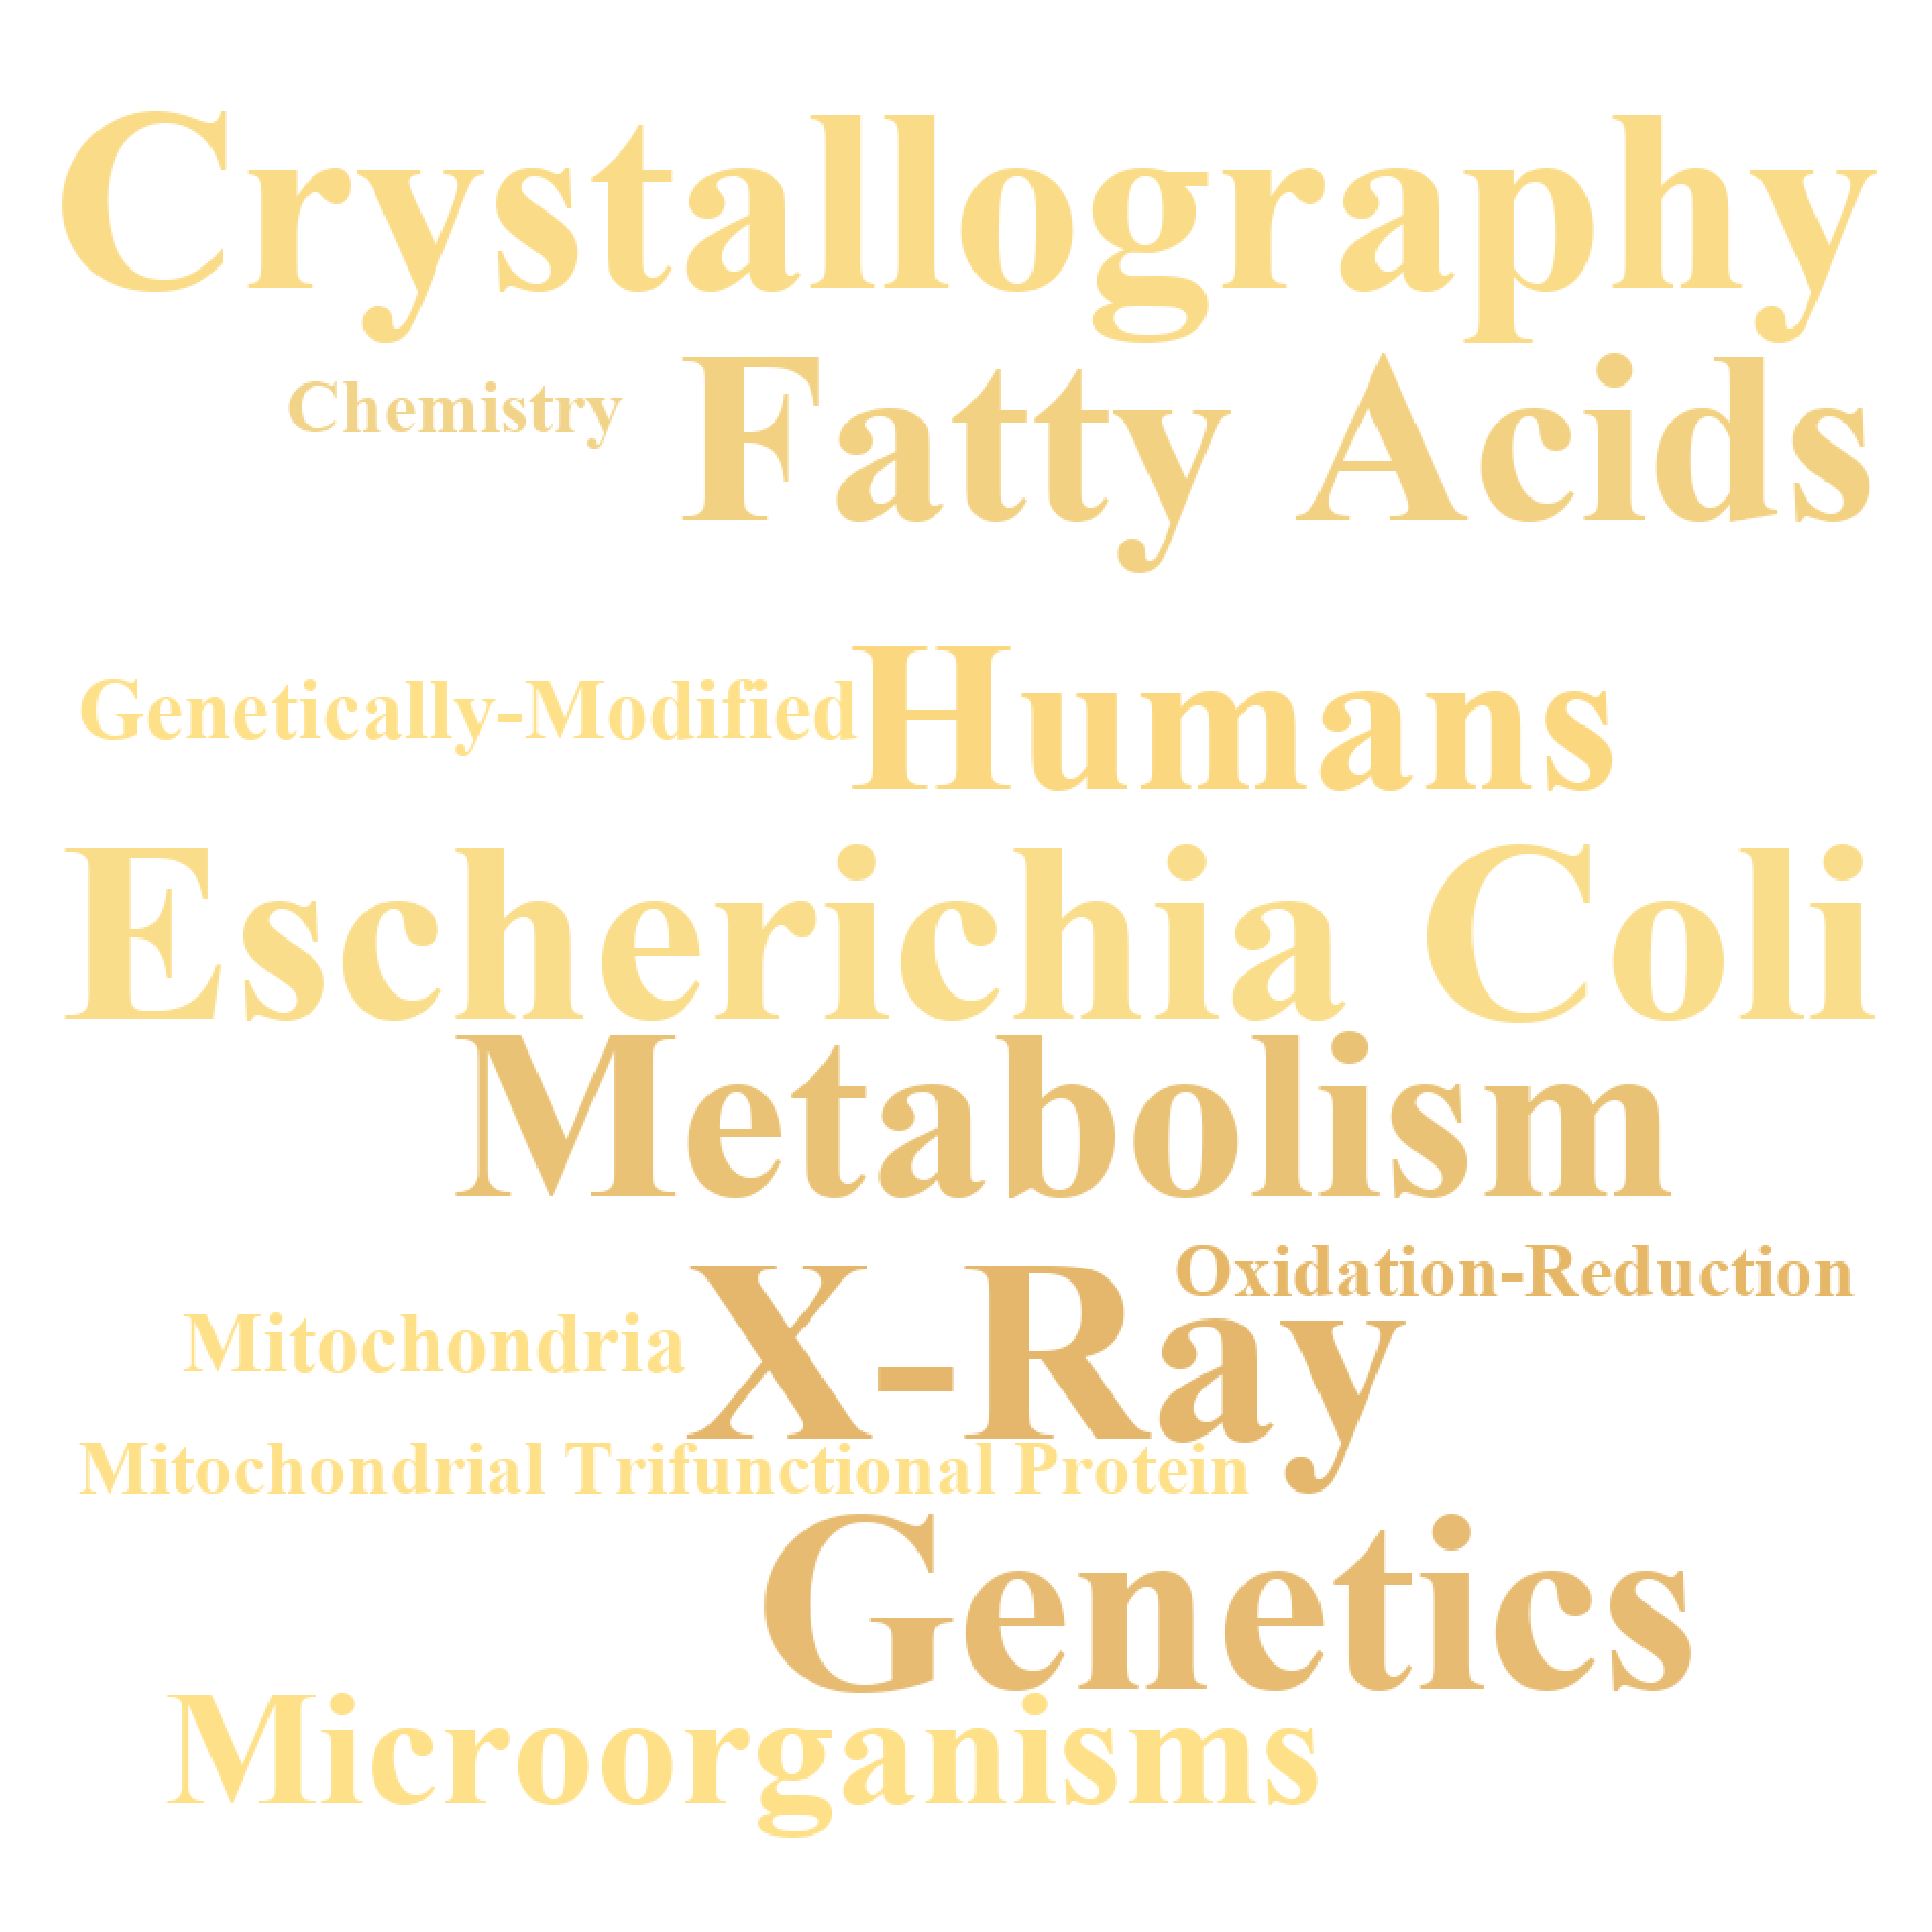 Crystallography
Chemistry
Fatty Acids
Genetically-Modified
Humans
Escherichia Coli
Metabolism
Oxidation-Reduction
X-Ray
Mitochondria
Mitochondrial Trifunctional Protein
Genetics
Microorganisms